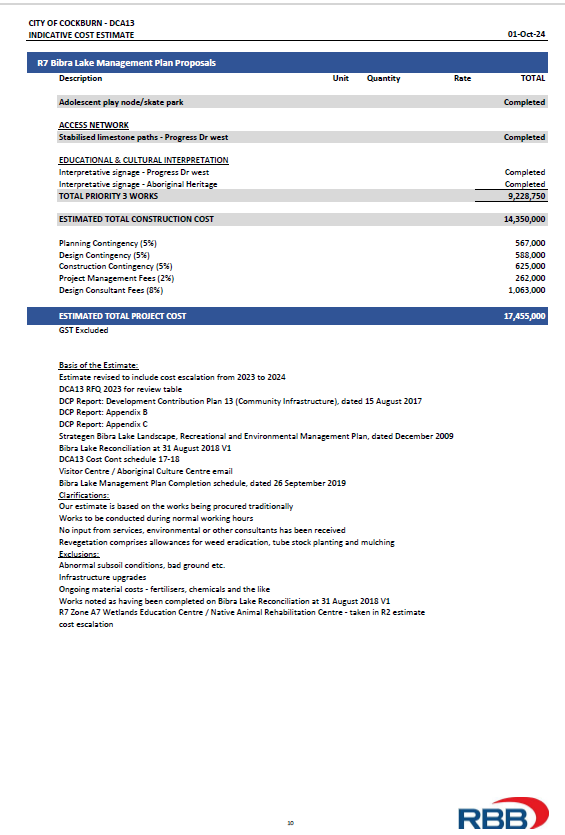 CITY OF COCKBURN - DCA13
INDICATIVE COST ESTIMATE 01-Oct-24
R7 Bibra Lake Management Plan Proposals
Description Unit Quantity Rate TOTAL
Adolescent play node/skate park Completed
ACCESS NETWORK
Stabilised limestone paths - Progress Dr west Completed
EDUCATIONAL & CULTURAL INTERPRETATION
Interpretative signage - Progress Dr west Completed
Interpretative signage - Aboriginal Heritage Completed
TOTAL PRIORITY 3 WORKS 9,228,750
ESTIMATED TOTAL CONSTRUCTION COST 14,350,000
Planning Contingency (5%) 567,000
Design Contingency (5%) 588,000
Construction Contingency (5%) 625,000
Project Management Fees (2%) 262,000
Design Consultant Fees (8%) 1,063,000
ESTIMATED TOTAL PROJECT COST 17,455,000
GST Excluded
Basis of the Estimate:
Estimate revised to include cost escalation from 2023 to 2024
DCA13 RFQ 2023 for review table
DCP Report: Development Contribution Plan 13 (Community Infrastructure), dated 15 August 2017
DCP Report: Appendix B
DCP Report: Appendix C
Strategen Bibra Lake Landscape, Recreational and Environmental Management Plan, dated December 2009
Bibra Lake Reconciliation at 31 August 2018 V1
DCA13 Cost Cont schedule 17-18
Visitor Centre / Aboriginal Culture Centre email
Bibra Lake Management Plan Completion schedule, dated 26 September 2019
Clarifications:
Our estimate is based on the works being procured traditionally
Works to be conducted during normal working hours
No input from services, environmental or other consultants has been received
Revegetation comprises allowances for weed eradication, tube stock planting and mulching
Exclusions:
Abnormal subsoil conditions, bad ground etc.
Infrastructure upgrades
Ongoing material costs - fertilisers, chemicals and the like
Works noted as having been completed on Bibra Lake Reconciliation at 31 August 2018 V1
R7 Zone A7 Wetlands Education Centre / Native Animal Rehabilitation Centre - taken in R2 estimate
cost escalation
10
RBB